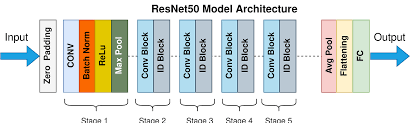 ResNet50 Model Architecture
Input
Zero Padding
CONV
Batch Norm
ReLu
Max Pool
Conv Block
ID Block
Conv Block
ID Block
Conv Block
ID Block
Conv Block
ID Block
Avg Pool
Flattening
FC
Output
Stage 1
Stage 2
Stage 3
Stage 4
Stage 5